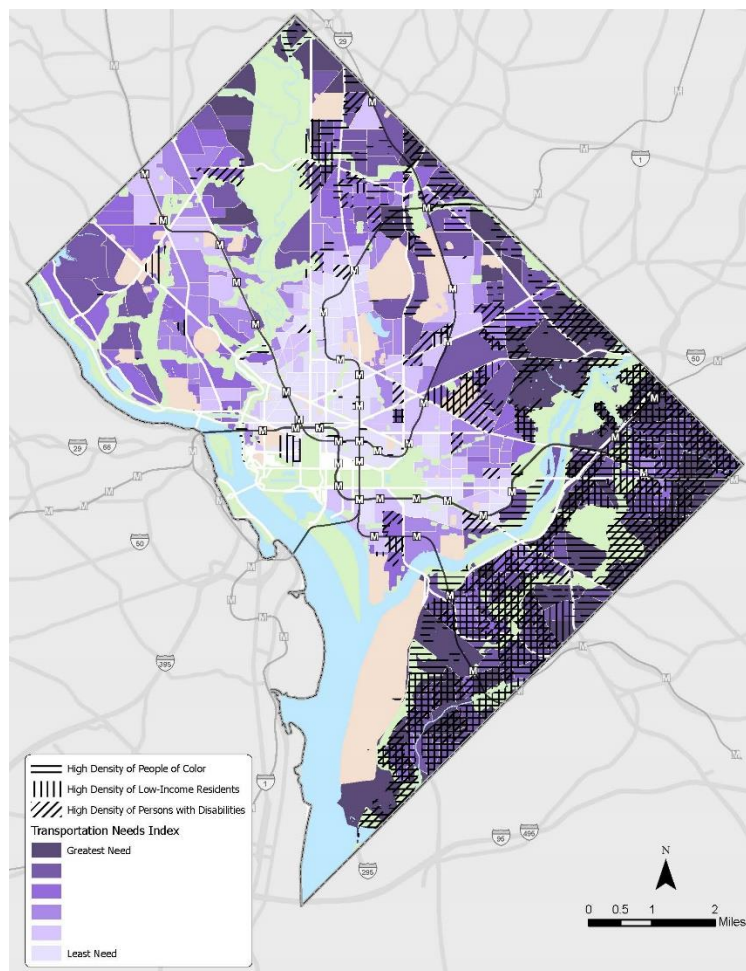 29
M
M
1
M
M
M
M
M
M
M
M
M
M
M
M
50
M
M
M
M
M
M
M
M
M
M
M
M
M
M
29
66
M
M
M
M
M
M
M
M
M
M
M
M
M
M
50
M
M
M
M
M
M
M
395
M
M
M
1
High Density of People of Color
High Density of Low-Income Residents
High Density of Persons with Disabilities
Transportation Needs Index
Greatest Need
Least Need
95
495
295
N
0 0.5 1 2
Miles